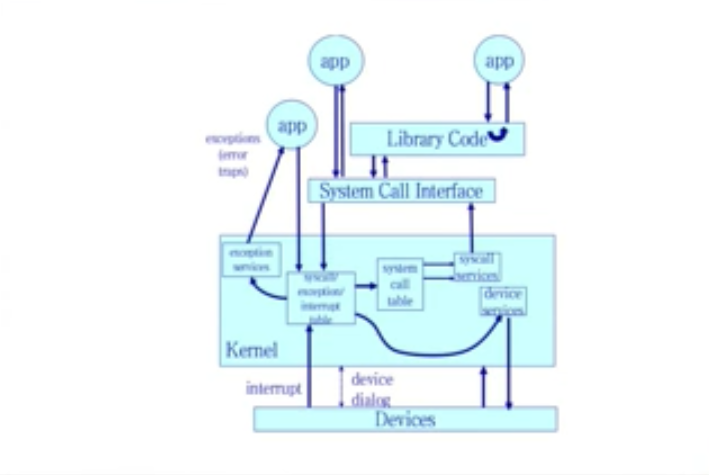 app
app
app
exceptions
(error
traps)
Library Code
System Call Interface
exception
services
syscall/
exception/
interrupt
table
system
call
table
syscall
services
device
services
Kernel
interrupt
device
dialog
Devices